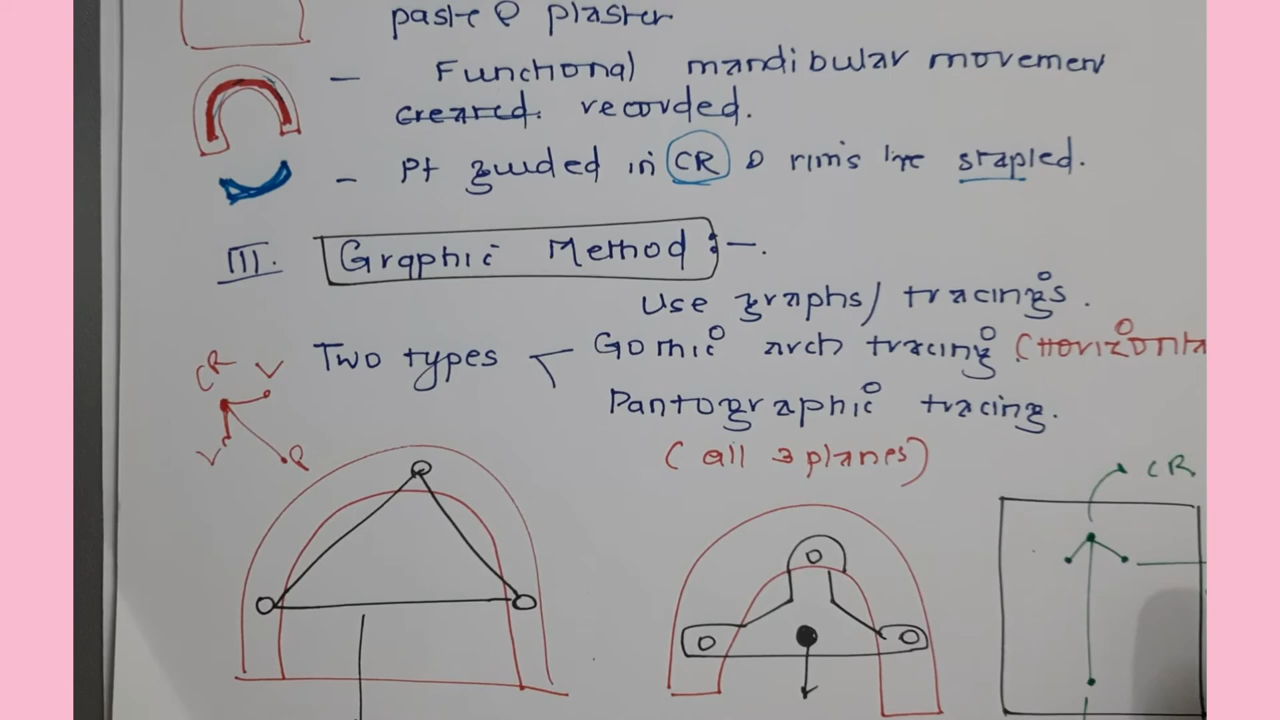 paste & plaster
– Functional mandibular movement
created. recorded.
– Pt guided in CR & rims are stapled.
III. Graphic Method :–.
Use graphs/ tracings.
Two types
Gothic arch tracing (Horizonta
Pantographic tracing.
(all 3 planes)
CR
CR